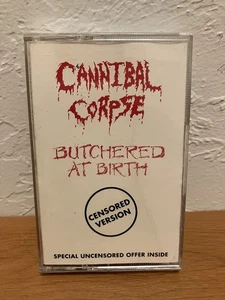 CANNIBAL
CORPSE
BUTCHERED
AT BIRTH
CENSORED
VERSION
SPECIAL UNCENSORED OFFER INSIDE